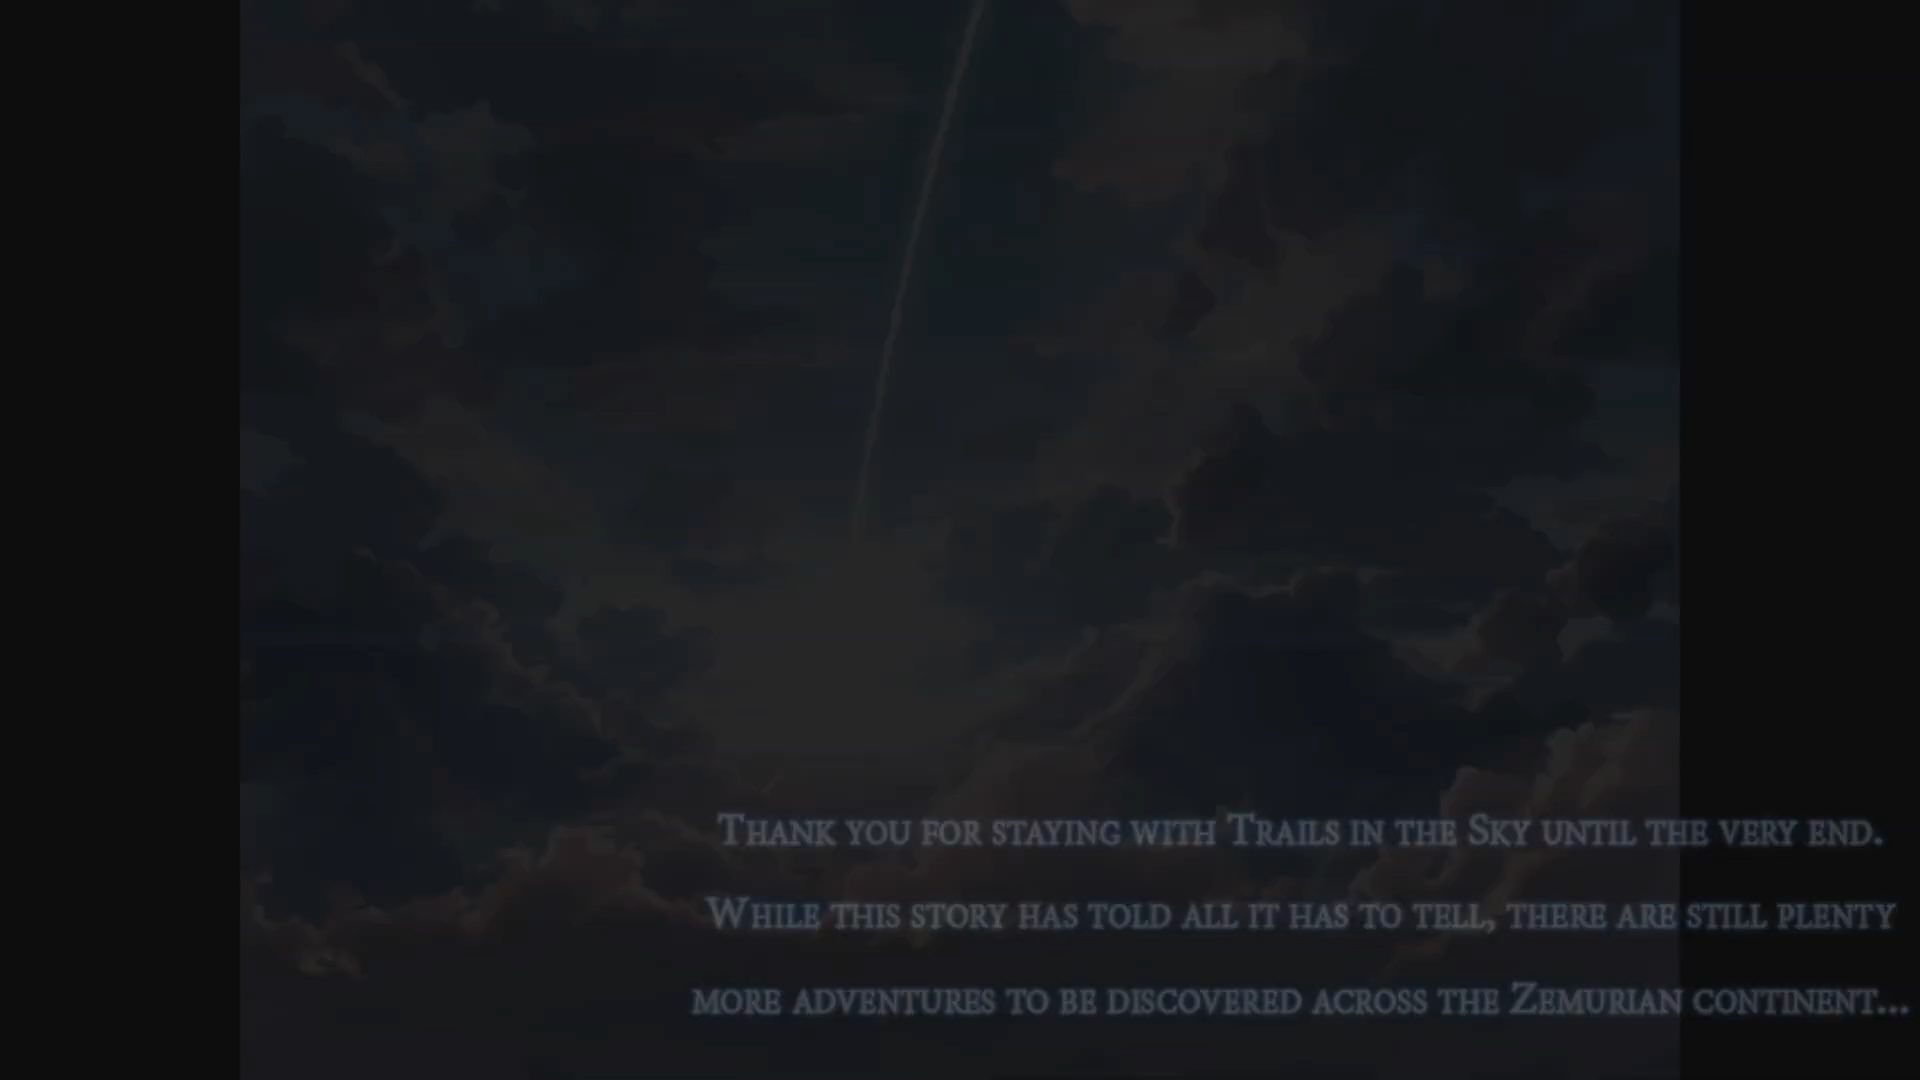 Thank you for staying with Trails in the Sky until the very end.
While this story has told all it has to tell, there are still plenty
more adventures to be discovered across the Zemurian continent...